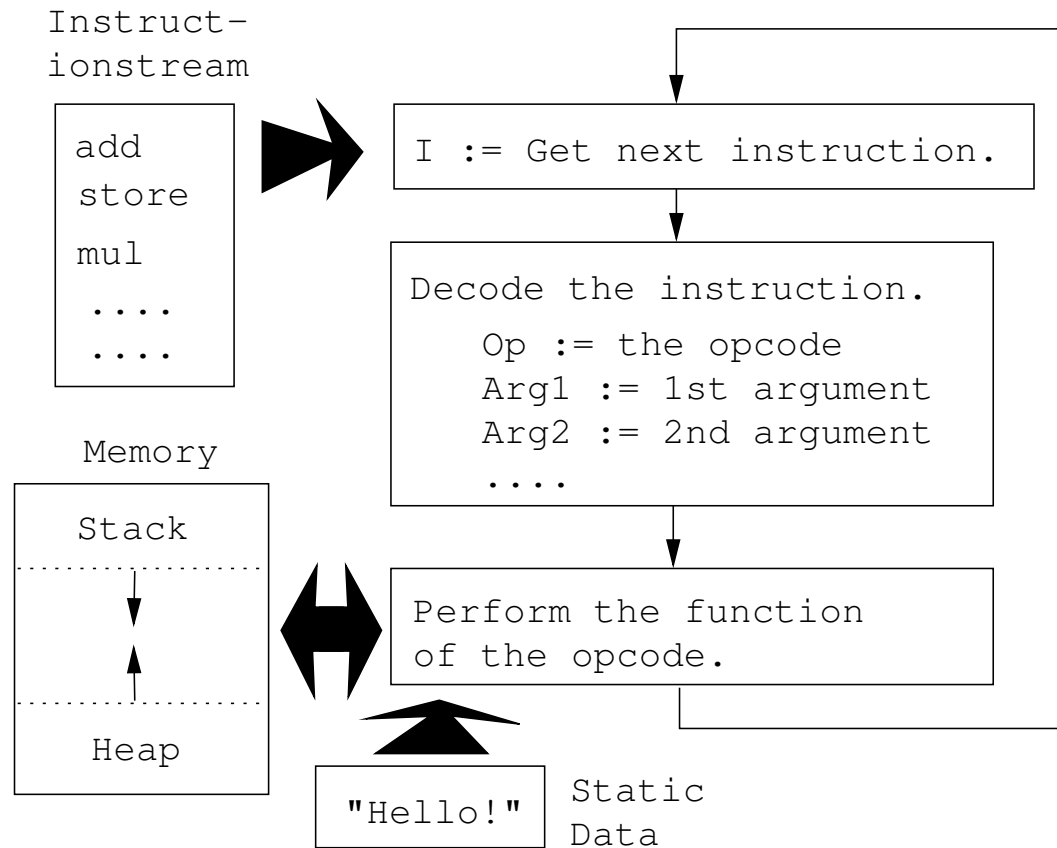 Instruct-
ionstream
add
store
mul
....
....
I := Get next instruction.
Decode the instruction.
Op := the opcode
Arg1 := 1st argument
Arg2 := 2nd argument
....
Memory
Stack
Heap
Perform the function
of the opcode.
"Hello!"
Static
Data